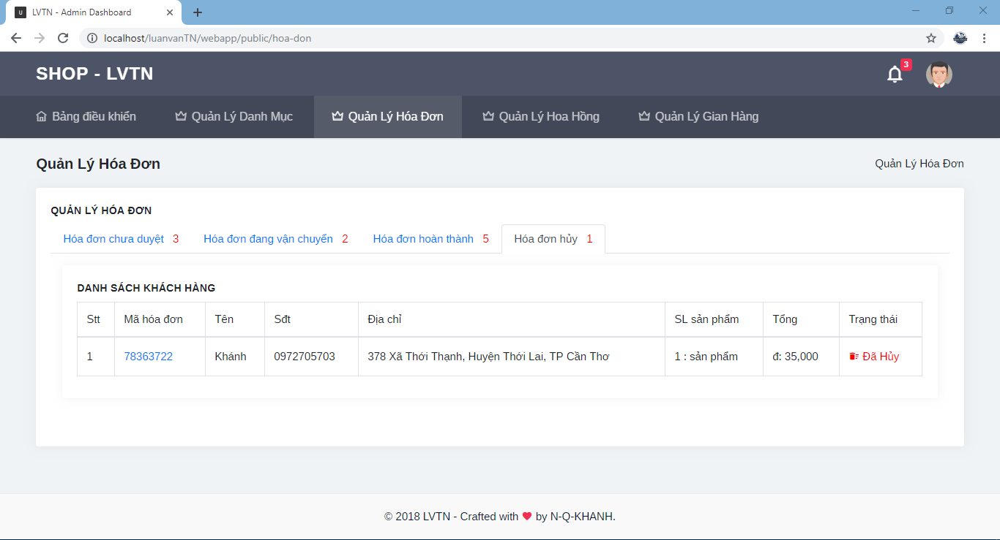 U LVTN - Admin Dashboard
localhost/luanvanTN/webapp/public/hoa-don
SHOP - LVTN
3
Bảng điều khiển Quản Lý Danh Mục Quản Lý Hóa Đơn Quản Lý Hoa Hồng Quản Lý Gian Hàng
Quản Lý Hóa Đơn Quản Lý Hóa Đơn
QUẢN LÝ HÓA ĐƠN
Hóa đơn chưa duyệt 3 Hóa đơn đang vận chuyển 2 Hóa đơn hoàn thành 5 Hóa đơn hủy 1
DANH SÁCH KHÁCH HÀNG
Stt Mã hóa đơn Tên Sđt Địa chỉ SL sản phẩm Tổng Trạng thái
1 78363722 Khánh 0972705703 378 Xã Thới Thạnh, Huyện Thới Lai, TP Cần Thơ 1 : sản phẩm đ: 35,000 Đã Hủy
© 2018 LVTN - Crafted with by N-Q-KHANH.